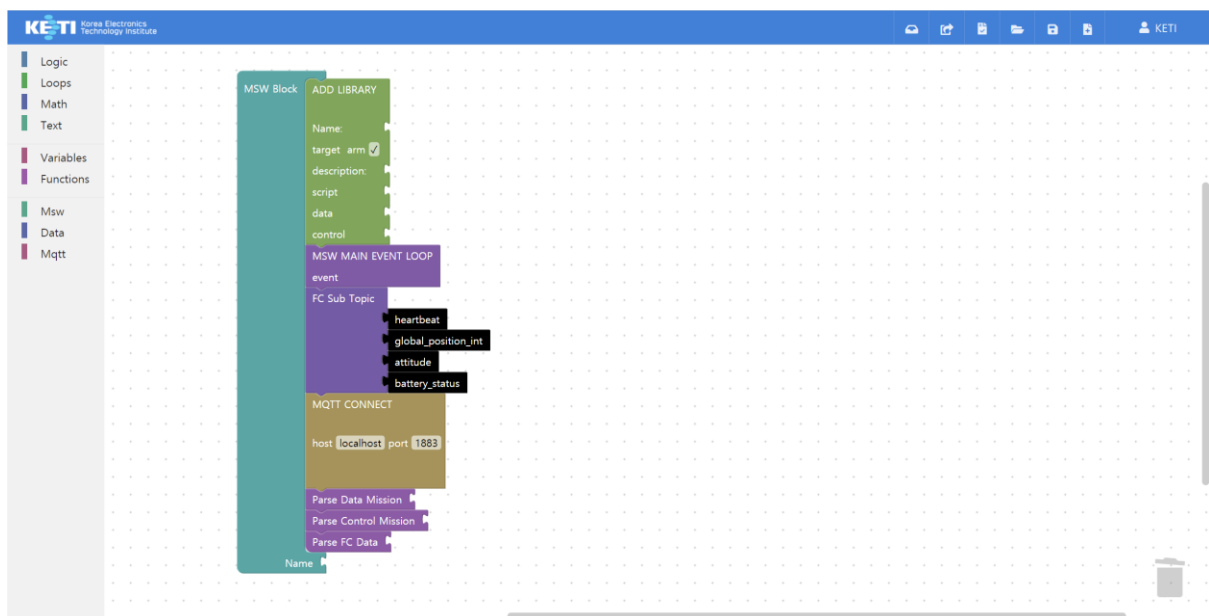 KETI Korea Electronics
Technology Institute
KETI
Logic
Loops
Math
Text
Variables
Functions
Msw
Data
Mqtt
MSW Block
ADD LIBRARY
Name:
target arm
description:
script
data
control
MSW MAIN EVENT LOOP
event
FC Sub Topic
heartbeat
global_position_int
attitude
battery_status
MQTT CONNECT
host localhost port 1883
Parse Data Mission
Parse Control Mission
Parse FC Data
Name